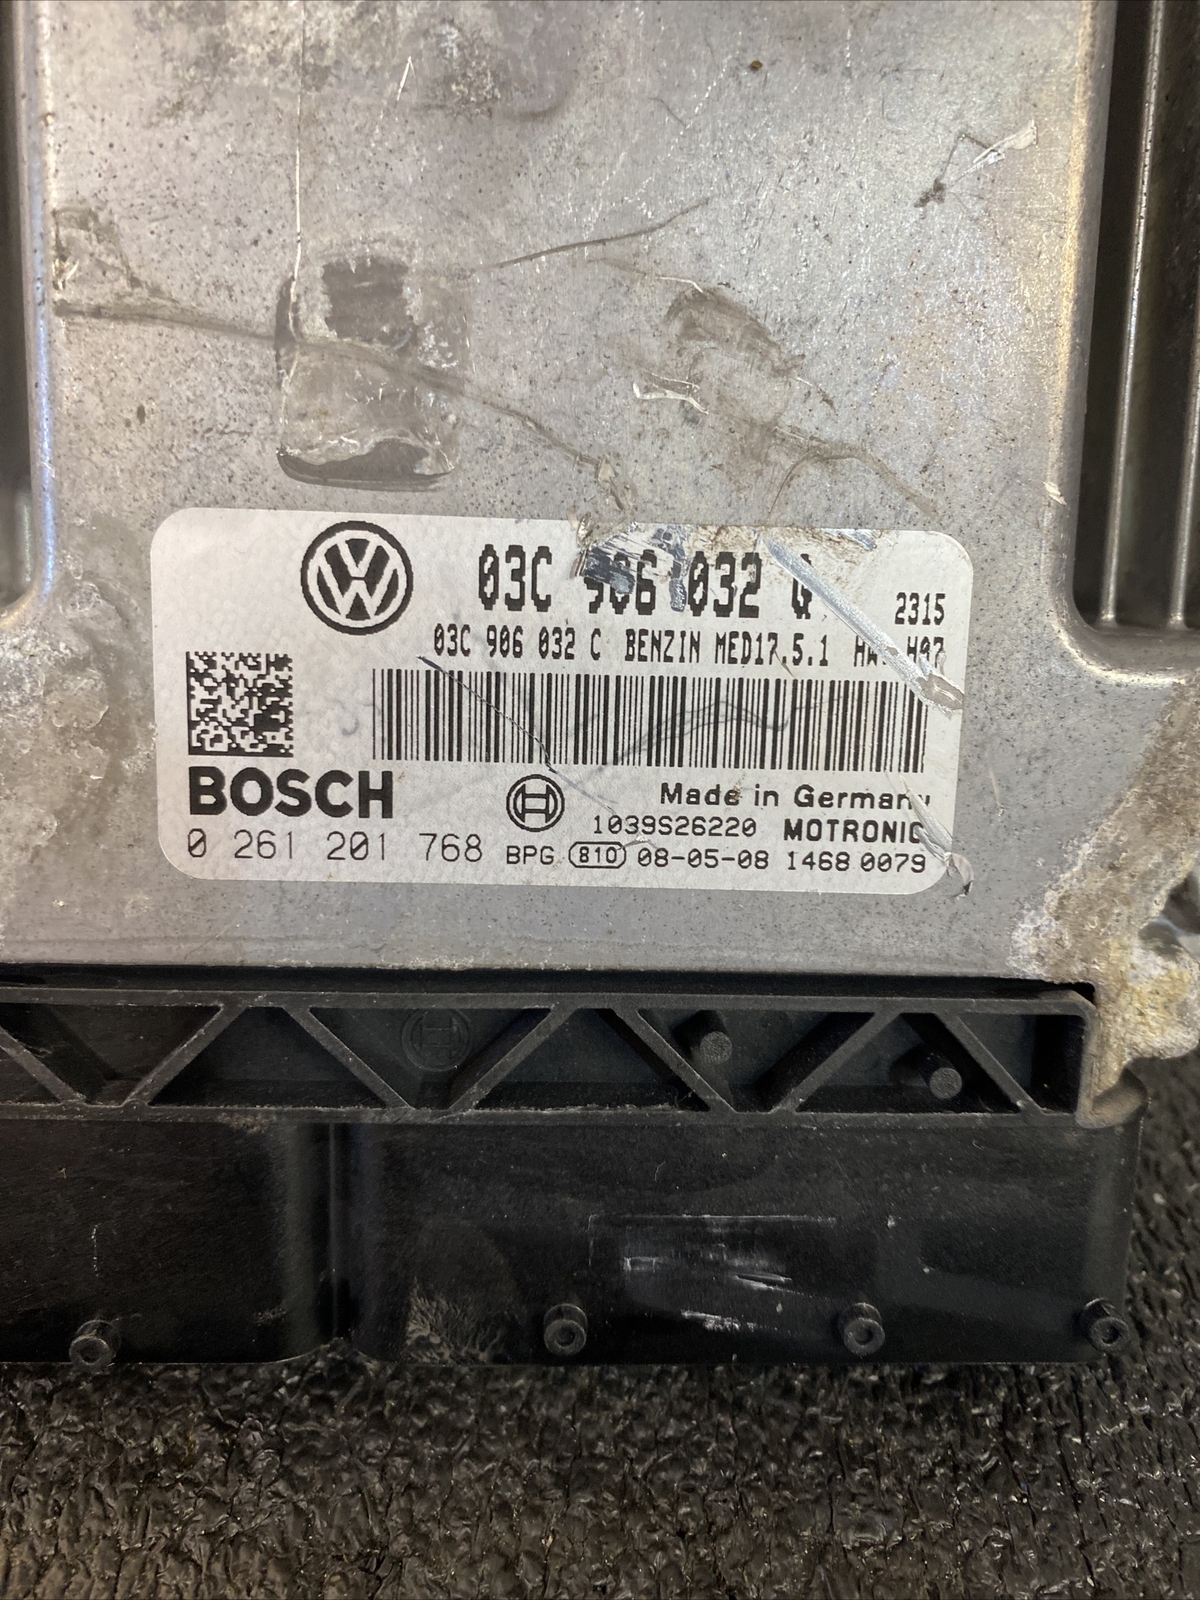 03C 906 032 Q
2315
03C 906 032 C BENZIN MED17.5.1 H97
BOSCH
Made in Germany
1039S26220 MOTRONIC
0 261 201 768 BPG 810 08-05-08 1468 0079